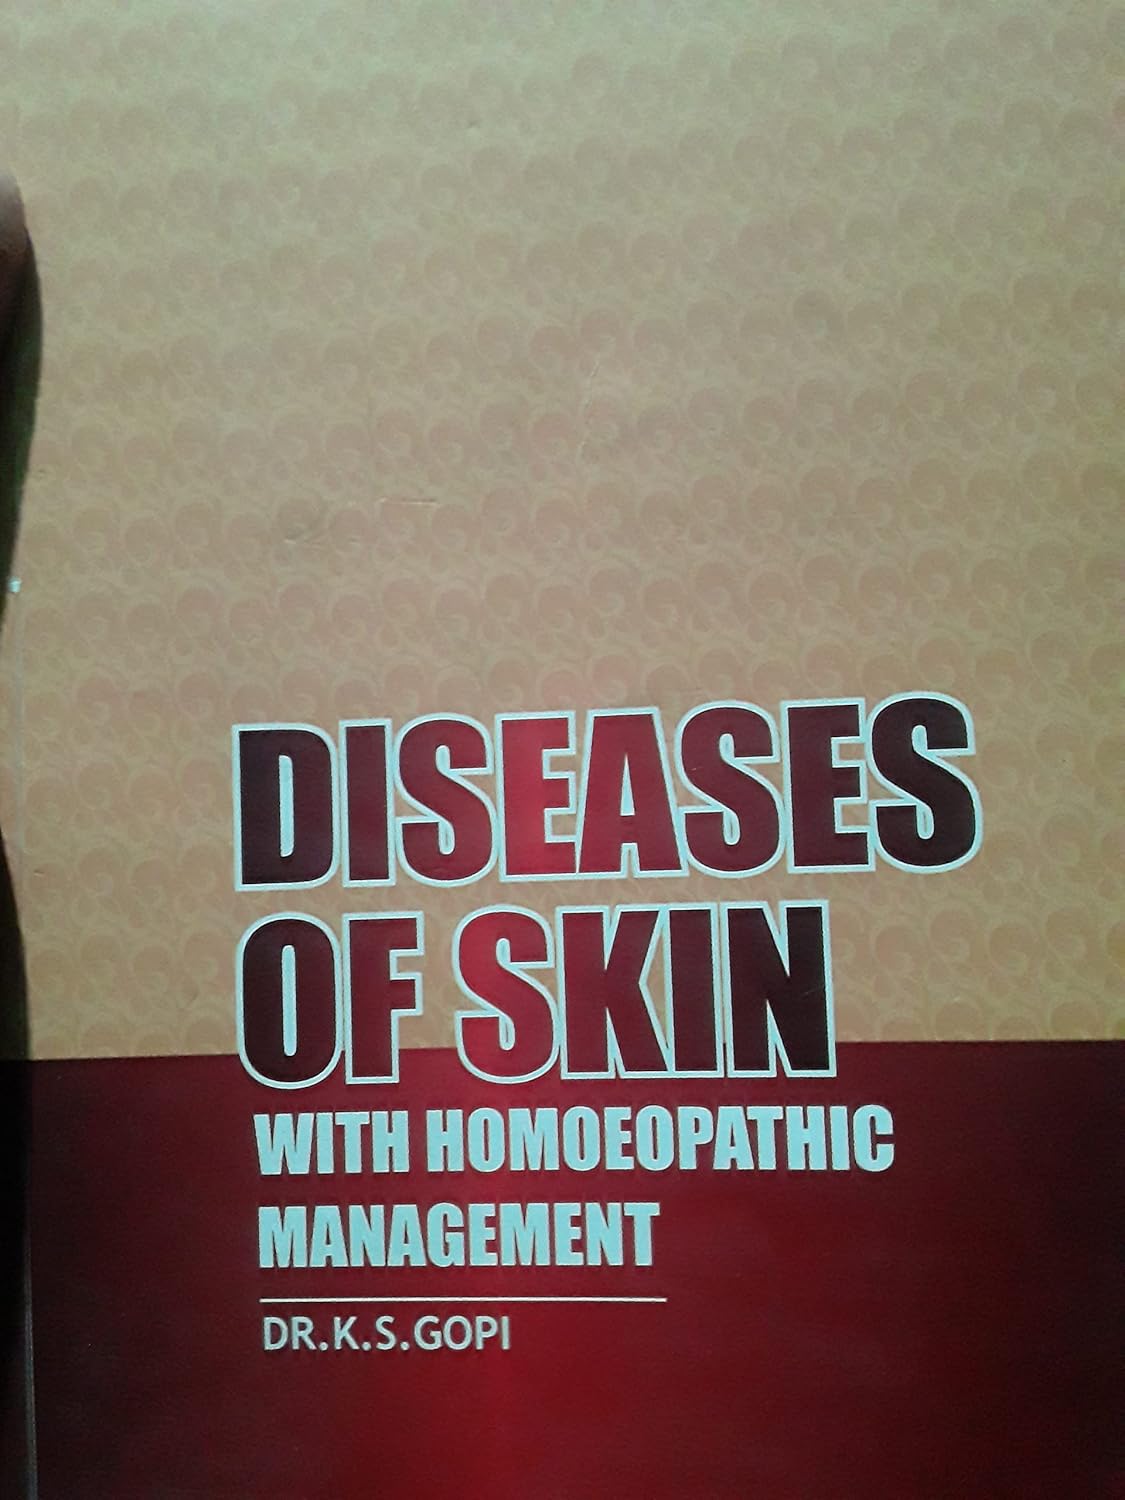 DISEASES
OF SKIN
WITH HOMOEOPATHIC
MANAGEMENT
DR.K.S.GOPI